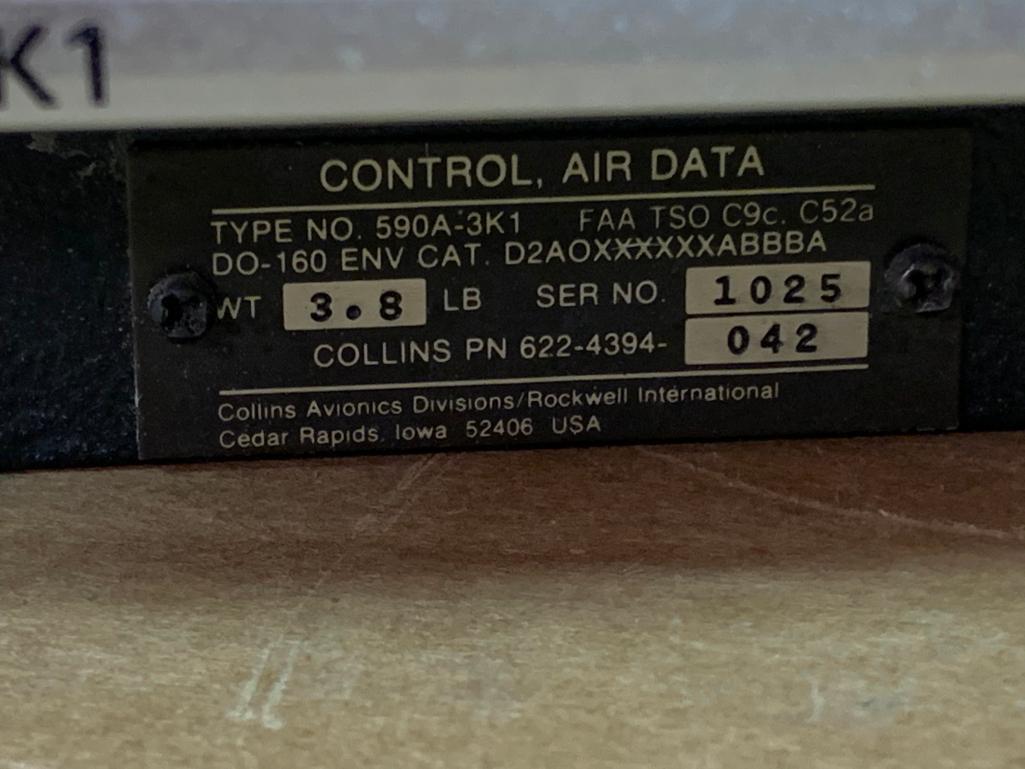 K1
CONTROL, AIR DATA
TYPE NO. 590A-3K1 FAA TSO C9c. C52a
DO-160 ENV CAT. D2AOXXXXXXABBBA
WT 3.8 LB SER NO. 1025
COLLINS PN 622-4394- 042
Collins Avionics Divisions/Rockwell International
Cedar Rapids, Iowa 52406 USA